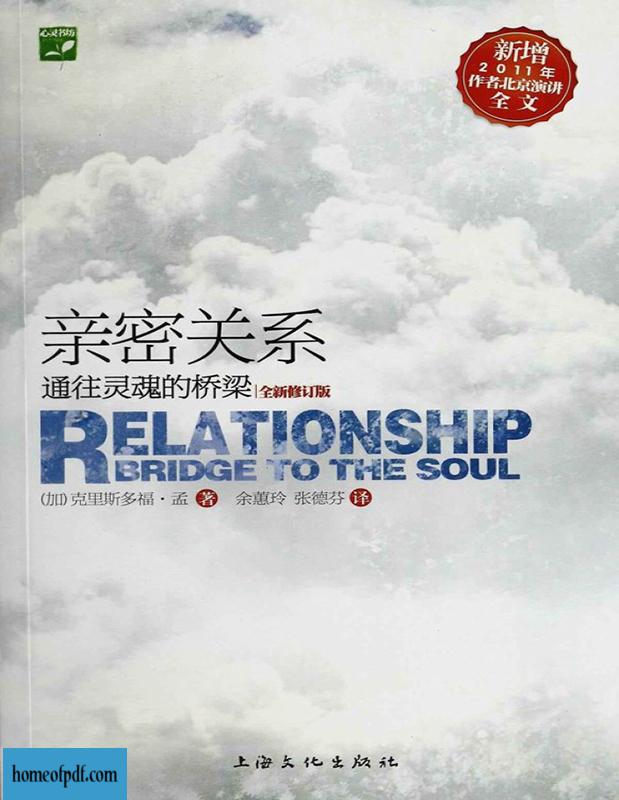 心灵书坊
新增
2011年
作者北京演讲
全文
亲密关系
通往灵魂的桥梁 | 全新修订版
RELATIONSHIP
BRIDGE TO THE SOUL
(加)克里斯多福·孟 著 余蕙玲 张德芬 译
上海文化出版社
homeofpdf.com